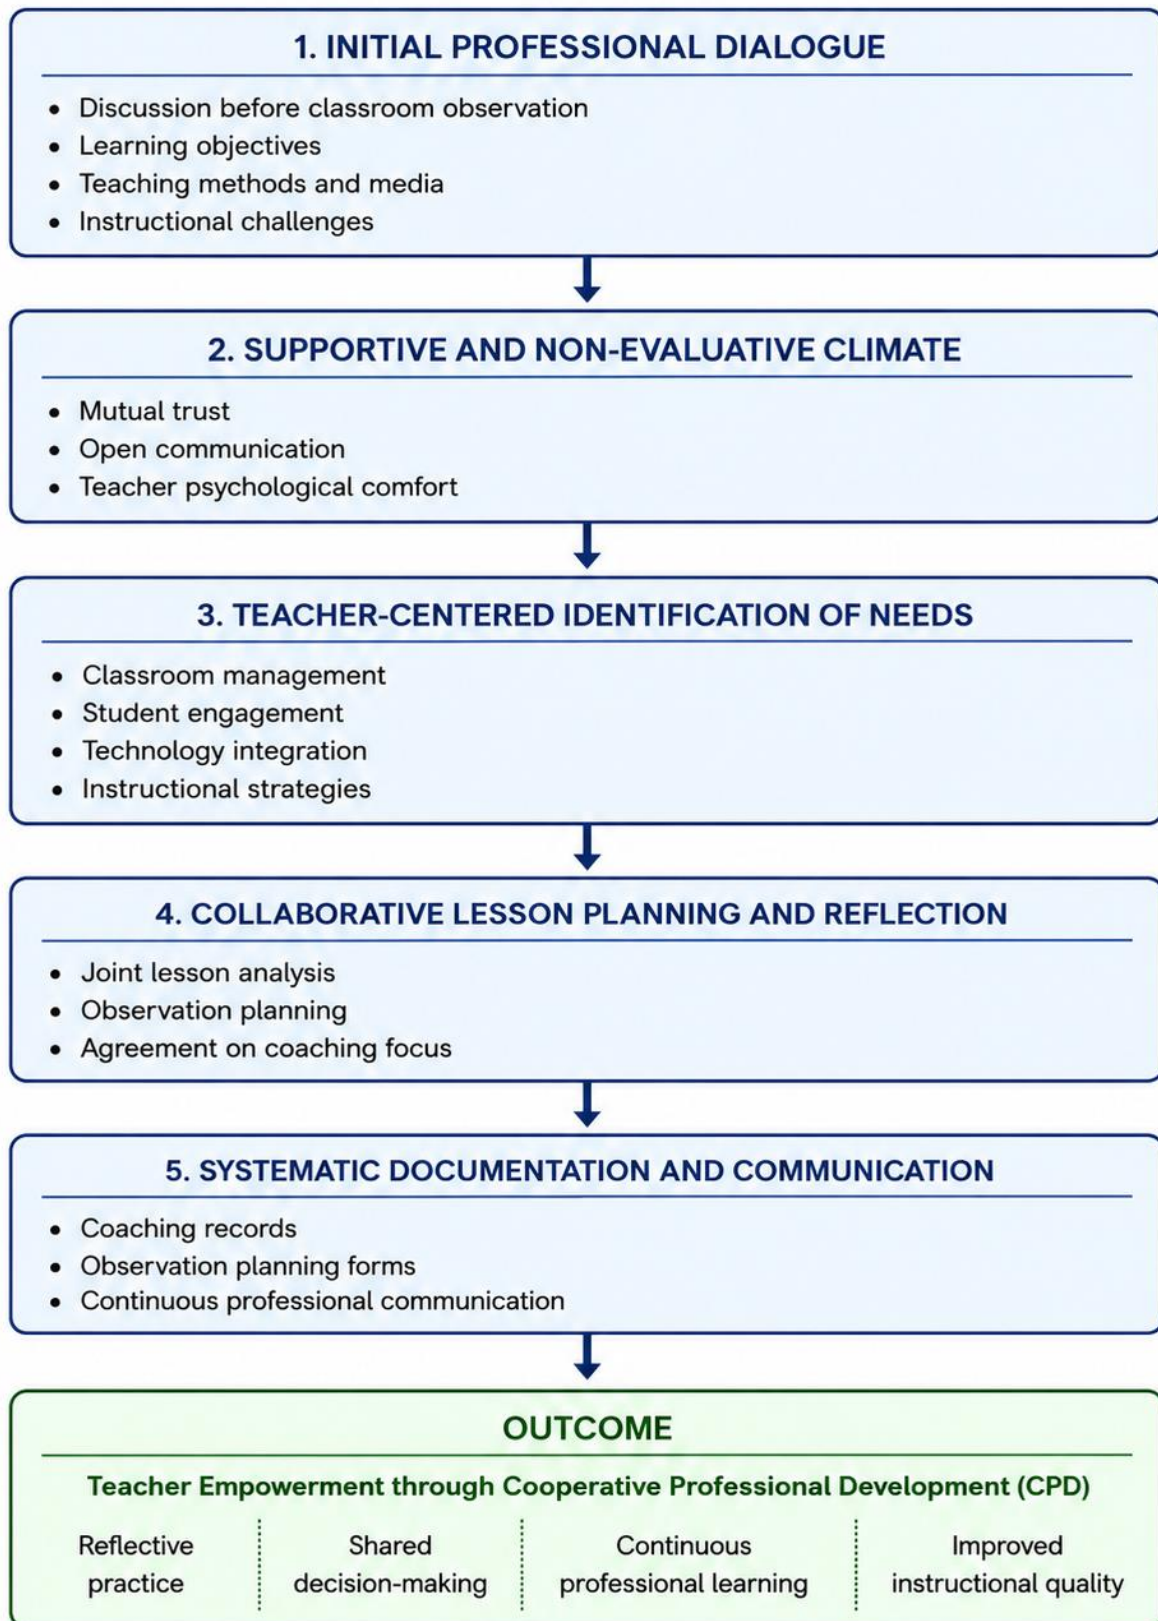 1. INITIAL PROFESSIONAL DIALOGUE
• Discussion before classroom observation
• Learning objectives
• Teaching methods and media
• Instructional challenges
2. SUPPORTIVE AND NON-EVALUATIVE CLIMATE
• Mutual trust
• Open communication
• Teacher psychological comfort
3. TEACHER-CENTERED IDENTIFICATION OF NEEDS
• Classroom management
• Student engagement
• Technology integration
• Instructional strategies
4. COLLABORATIVE LESSON PLANNING AND REFLECTION
• Joint lesson analysis
• Observation planning
• Agreement on coaching focus
5. SYSTEMATIC DOCUMENTATION AND COMMUNICATION
• Coaching records
• Observation planning forms
• Continuous professional communication
OUTCOME
Teacher Empowerment through Cooperative Professional Development (CPD)
Reflective
practice
Shared
decision-making
Continuous
professional learning
Improved
instructional quality